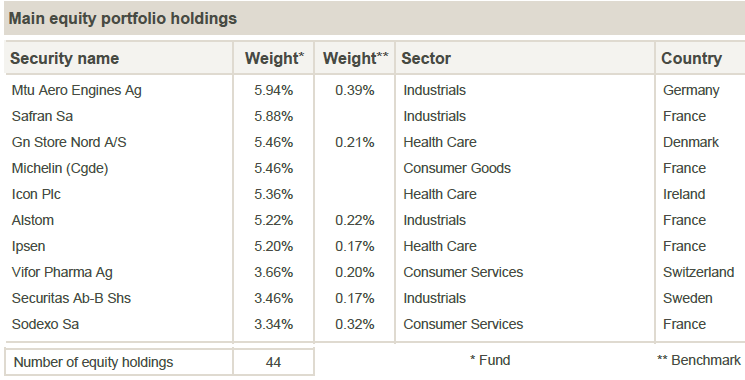 Main equity portfolio holdings
Security name Weight* Weight** Sector Country
Mtu Aero Engines Ag 5.94% 0.39% Industrials Germany
Safran Sa 5.88% Industrials France
Gn Store Nord A/S 5.46% 0.21% Health Care Denmark
Michelin (Cgde) 5.46% Consumer Goods France
Icon Plc 5.36% Health Care Ireland
Alstom 5.22% 0.22% Industrials France
Ipsen 5.20% 0.17% Health Care France
Vifor Pharma Ag 3.66% 0.20% Consumer Services Switzerland
Securitas Ab-B Shs 3.46% 0.17% Industrials Sweden
Sodexo Sa 3.34% 0.32% Consumer Services France
Number of equity holdings 44 * Fund ** Benchmark